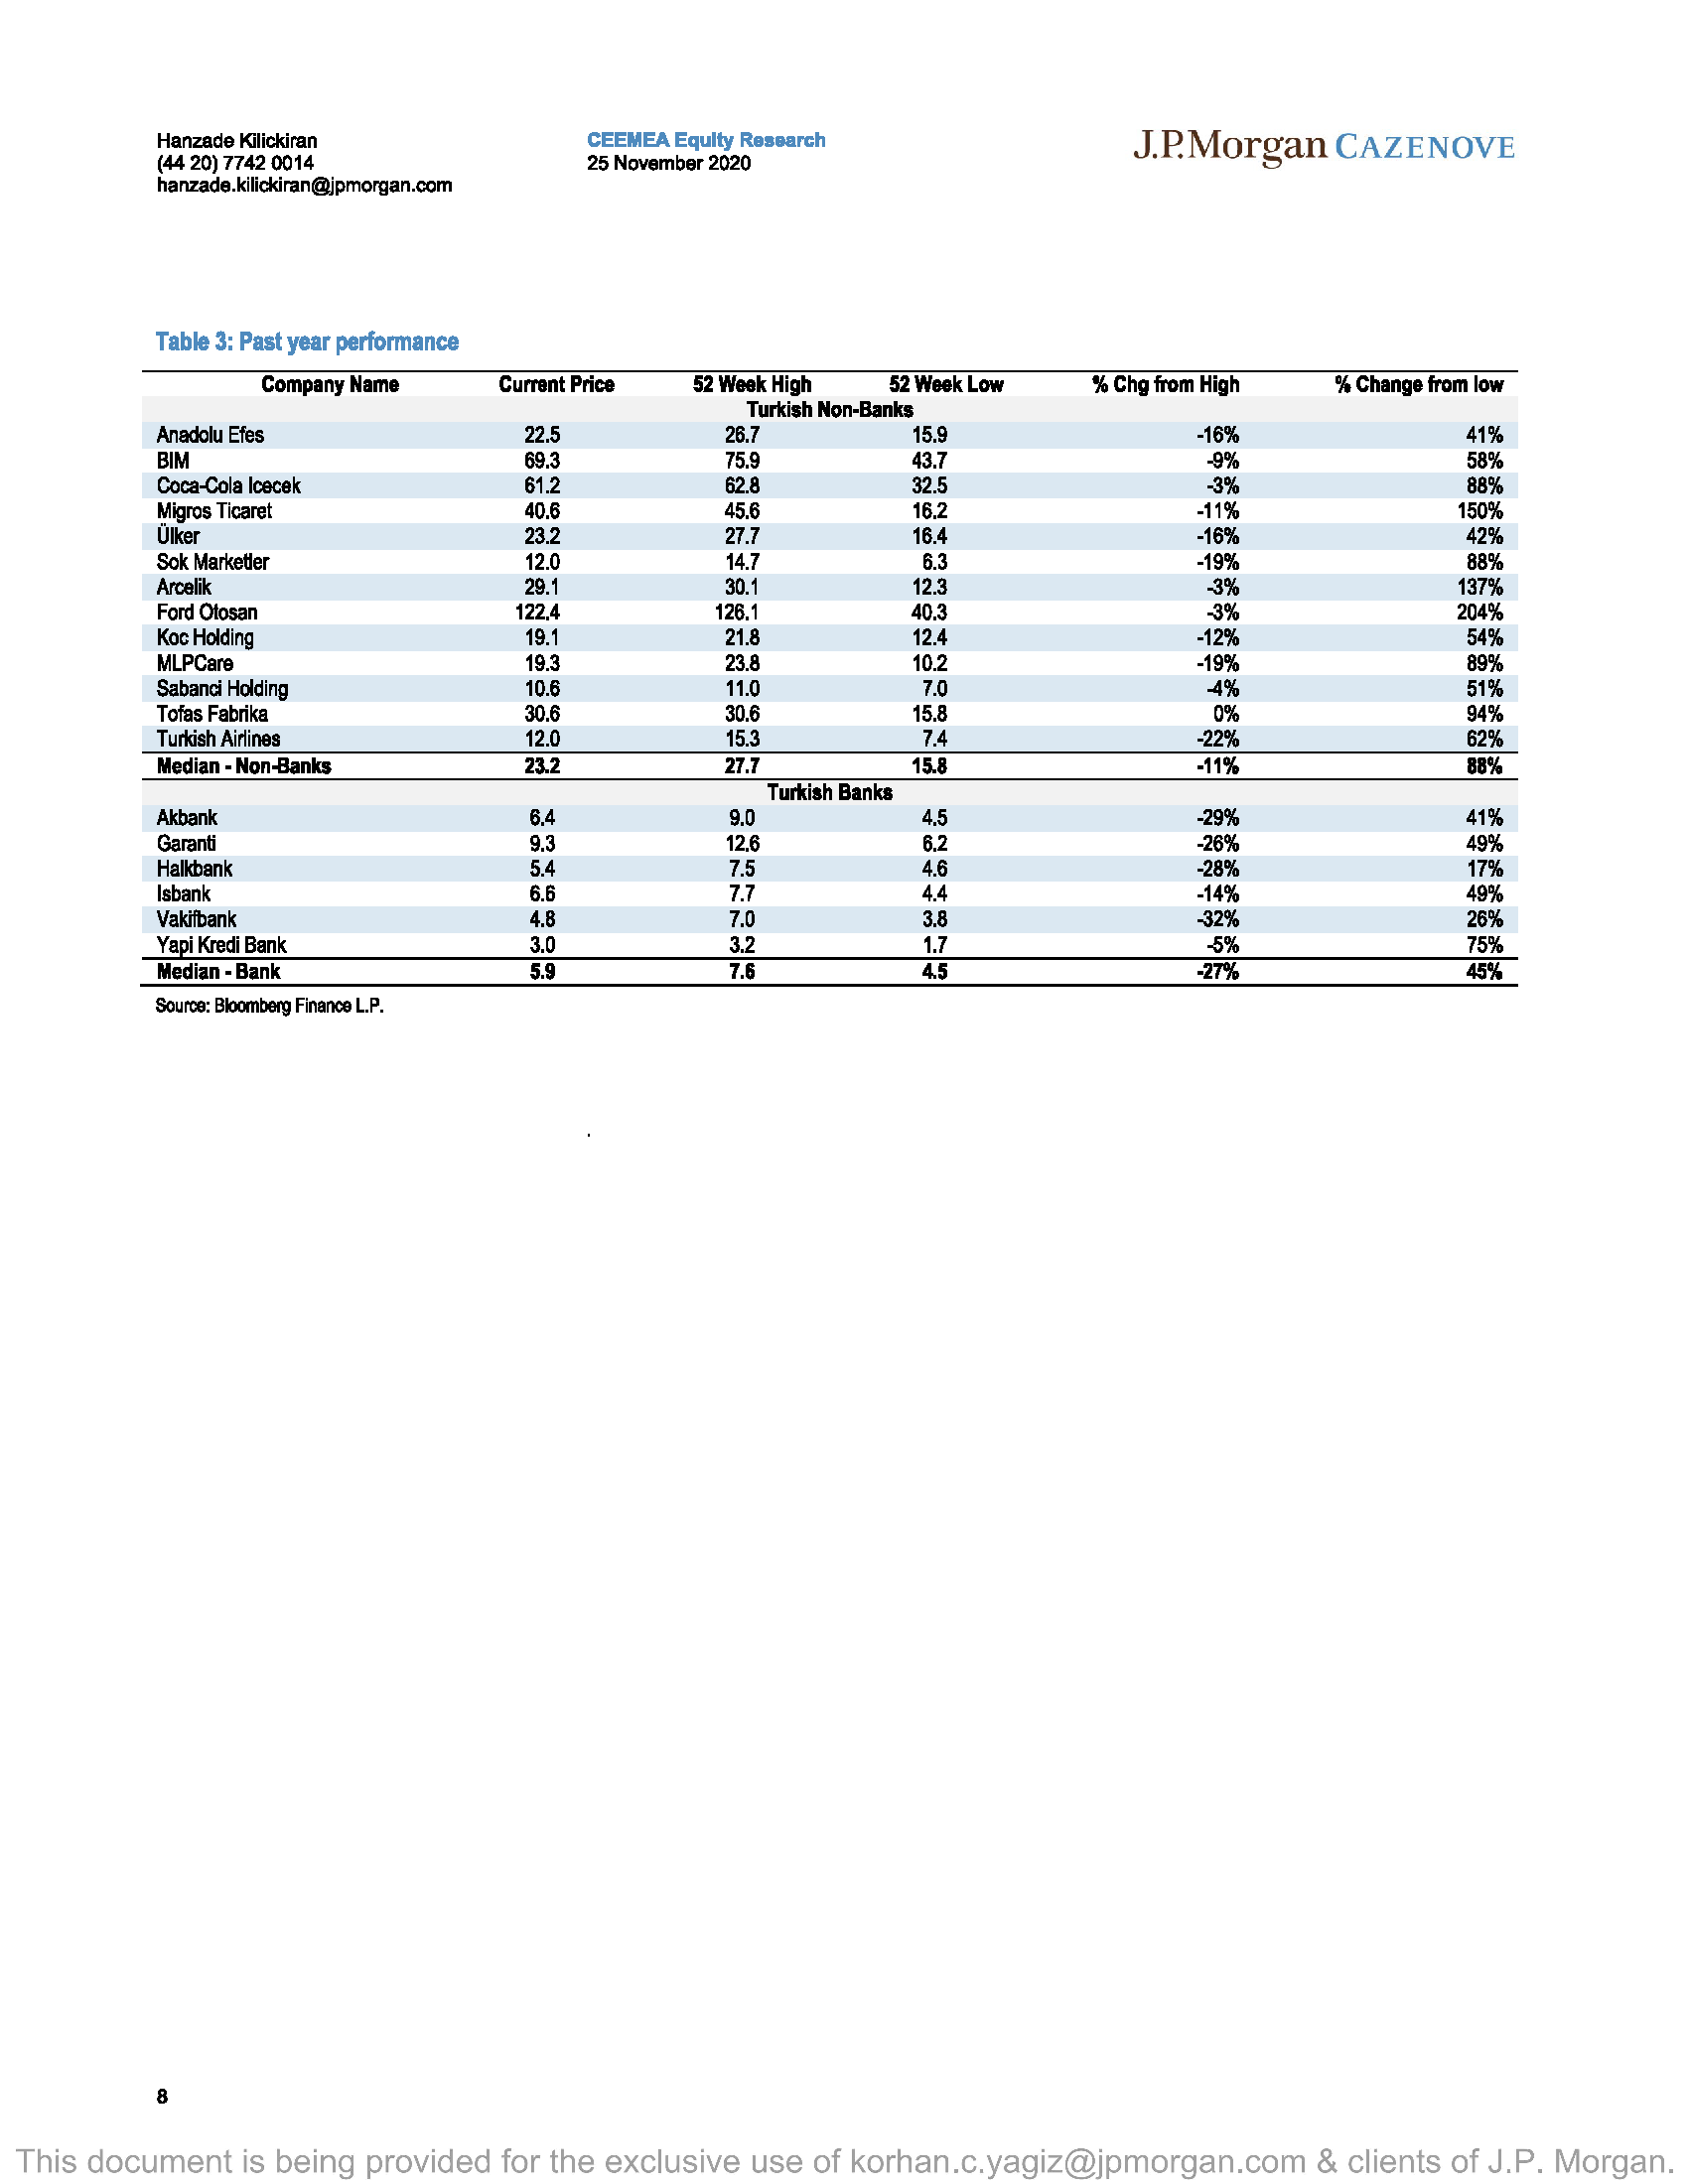 Hanzade Kilickiran
(44 20) 7742 0014
hanzade.kilickiran@jpmorgan.com
CEEMEA Equity Research
25 November 2020
J.P.Morgan CAZENOVE
Table 3: Past year performance
Company Name Current Price 52 Week High 52 Week Low % Chg from High % Change from low
Turkish Non-Banks
Anadolu Efes 22.5 26.7 15.9 -16% 41%
BIM 69.3 75.9 43.7 -9% 58%
Coca-Cola Icecek 61.2 62.8 32.5 -3% 88%
Migros Ticaret 40.6 45.6 16.2 -11% 150%
Ülker 23.2 27.7 16.4 -16% 42%
Sok Marketler 12.0 14.7 6.3 -19% 88%
Arcelik 29.1 30.1 12.3 -3% 137%
Ford Otosan 122.4 126.1 40.3 -3% 204%
Koc Holding 19.1 21.8 12.4 -12% 54%
MLPCare 19.3 23.8 10.2 -19% 89%
Sabanci Holding 10.6 11.0 7.0 -4% 51%
Tofas Fabrika 30.6 30.6 15.8 0% 94%
Turkish Airlines 12.0 15.3 7.4 -22% 62%
Median - Non-Banks 23.2 27.7 15.8 -11% 88%
Turkish Banks
Akbank 6.4 9.0 4.5 -29% 41%
Garanti 9.3 12.6 6.2 -26% 49%
Halkbank 5.4 7.5 4.6 -28% 17%
Isbank 6.6 7.7 4.4 -14% 49%
Vakifbank 4.8 7.0 3.8 -32% 26%
Yapi Kredi Bank 3.0 3.2 1.7 -5% 75%
Median - Bank 5.9 7.6 4.5 -27% 45%
Source: Bloomberg Finance L.P.
.
8
This document is being provided for the exclusive use of korhan.c.yagiz@jpmorgan.com & clients of J.P. Morgan.